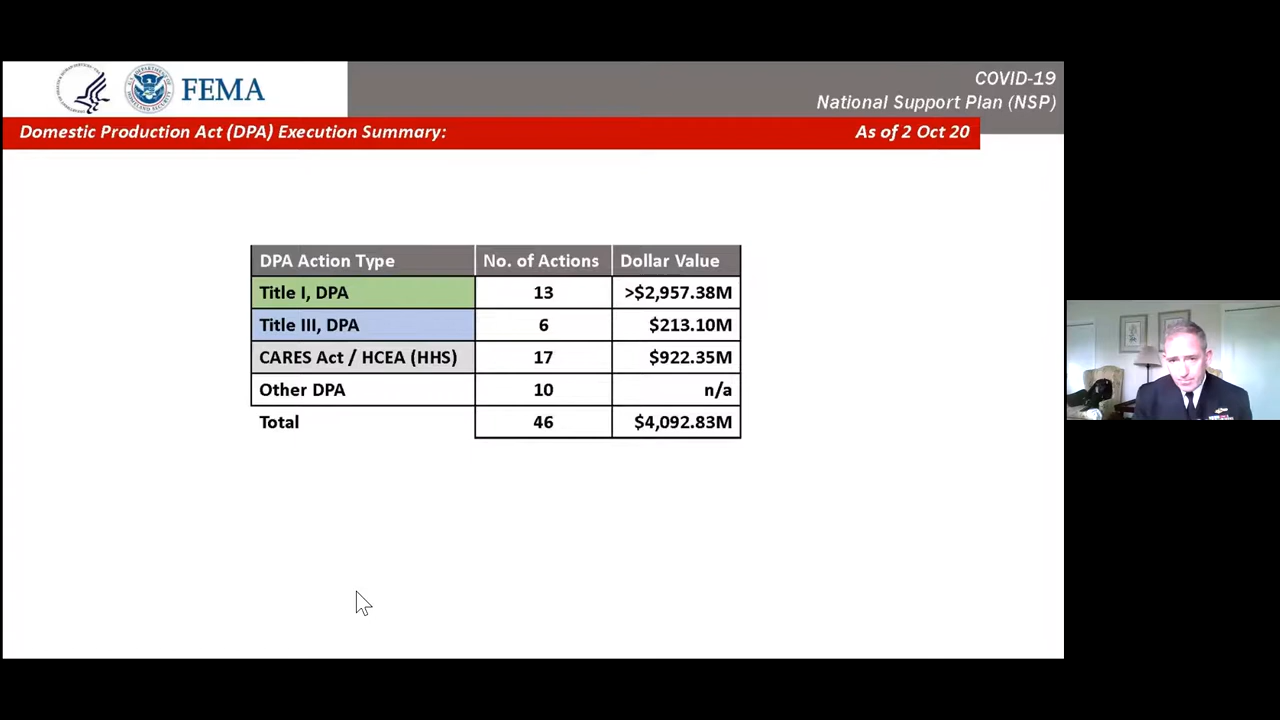 FEMA
COVID-19
National Support Plan (NSP)
Domestic Production Act (DPA) Execution Summary:
As of 2 Oct 20
DPA Action Type No. of Actions Dollar Value
Title I, DPA 13 >$2,957.38M
Title III, DPA 6 $213.10M
CARES Act / HCEA (HHS) 17 $922.35M
Other DPA 10 n/a
Total 46 $4,092.83M